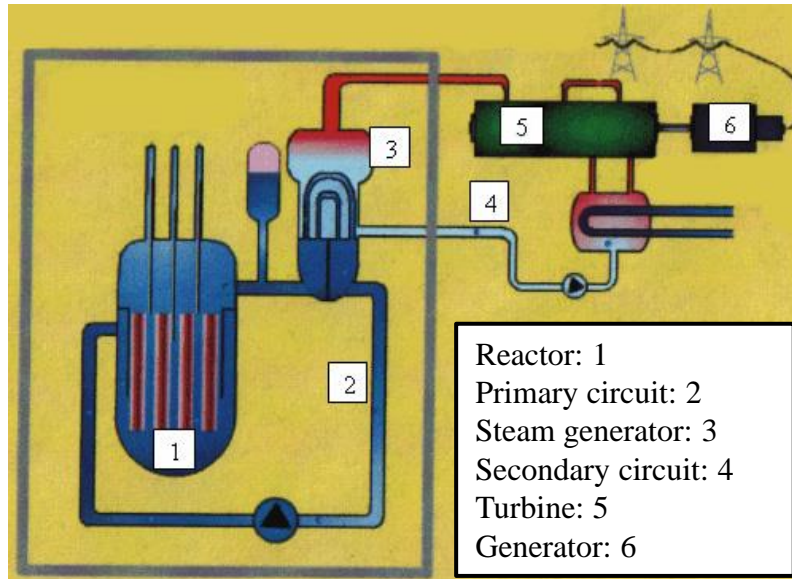 3
5
6
4
2
1
Reactor: 1
Primary circuit: 2
Steam generator: 3
Secondary circuit: 4
Turbine: 5
Generator: 6